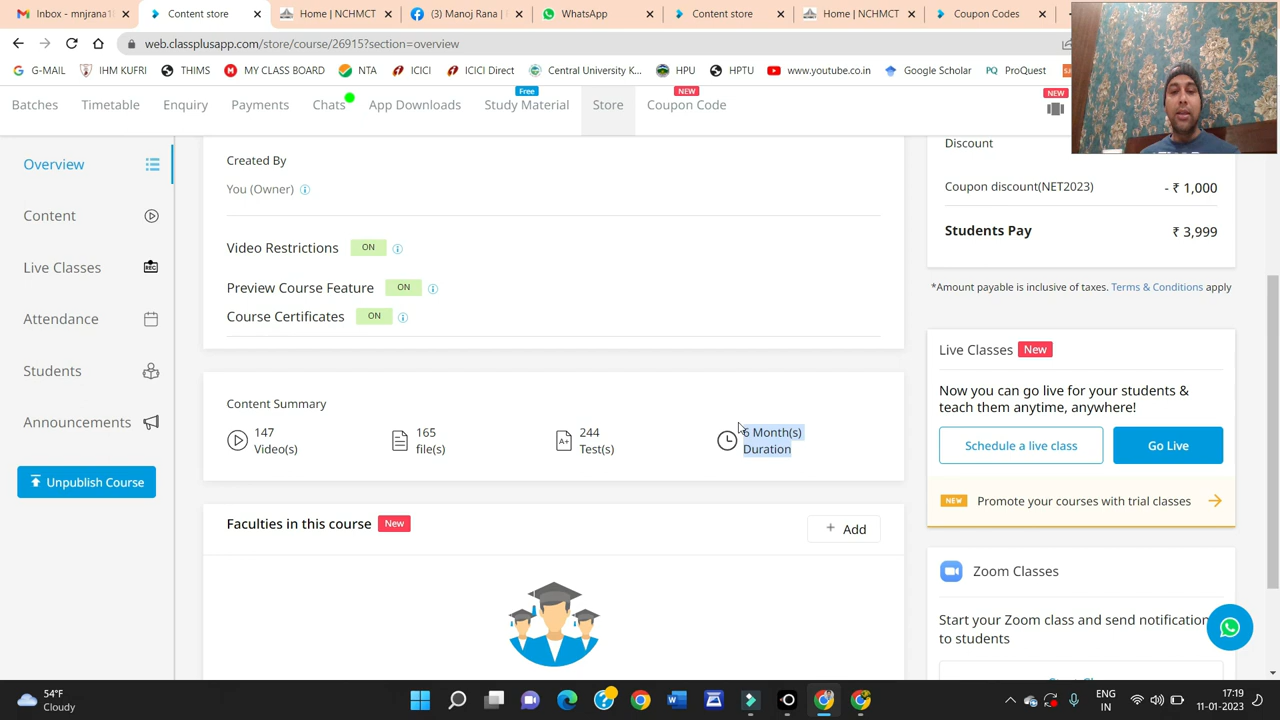 Inbox - mnjrana1
Content store
Home | NCHMCT
(3) Manoj Rana |
WhatsApp
Content store
Home | NCHMCT
Coupon Codes
web.classplusapp.com/store/course/26915?section=overview
G-MAIL
IHM KUFRI
THIMS
MY CLASS BOARD
NTA
ICICI
ICICI Direct
Central University K...
HPU
HPTU
www.youtube.co.in
Google Scholar
PQ ProQuest
Free
NEW
NEW
Batches
Timetable
Enquiry
Payments
Chats
App Downloads
Study Material
Store
Coupon Code
Overview
Content
Live Classes
REC
Attendance
Students
Announcements
Unpublish Course
Created By
You (Owner)
Video Restrictions ON
Preview Course Feature ON
Course Certificates ON
Content Summary
147
Video(s)
165
file(s)
A+
244
Test(s)
6 Month(s)
Duration
Faculties in this course New
+ Add
Discount
Coupon discount(NET2023) - ₹ 1,000
Students Pay ₹ 3,999
*Amount payable is inclusive of taxes. Terms & Conditions apply
Live Classes New
Now you can go live for your students &
teach them anytime, anywhere!
Schedule a live class
Go Live
NEW Promote your courses with trial classes
Zoom Classes
Start your Zoom class and send notification
to students
54°F
Cloudy
ENG
IN
17:19
11-01-2023